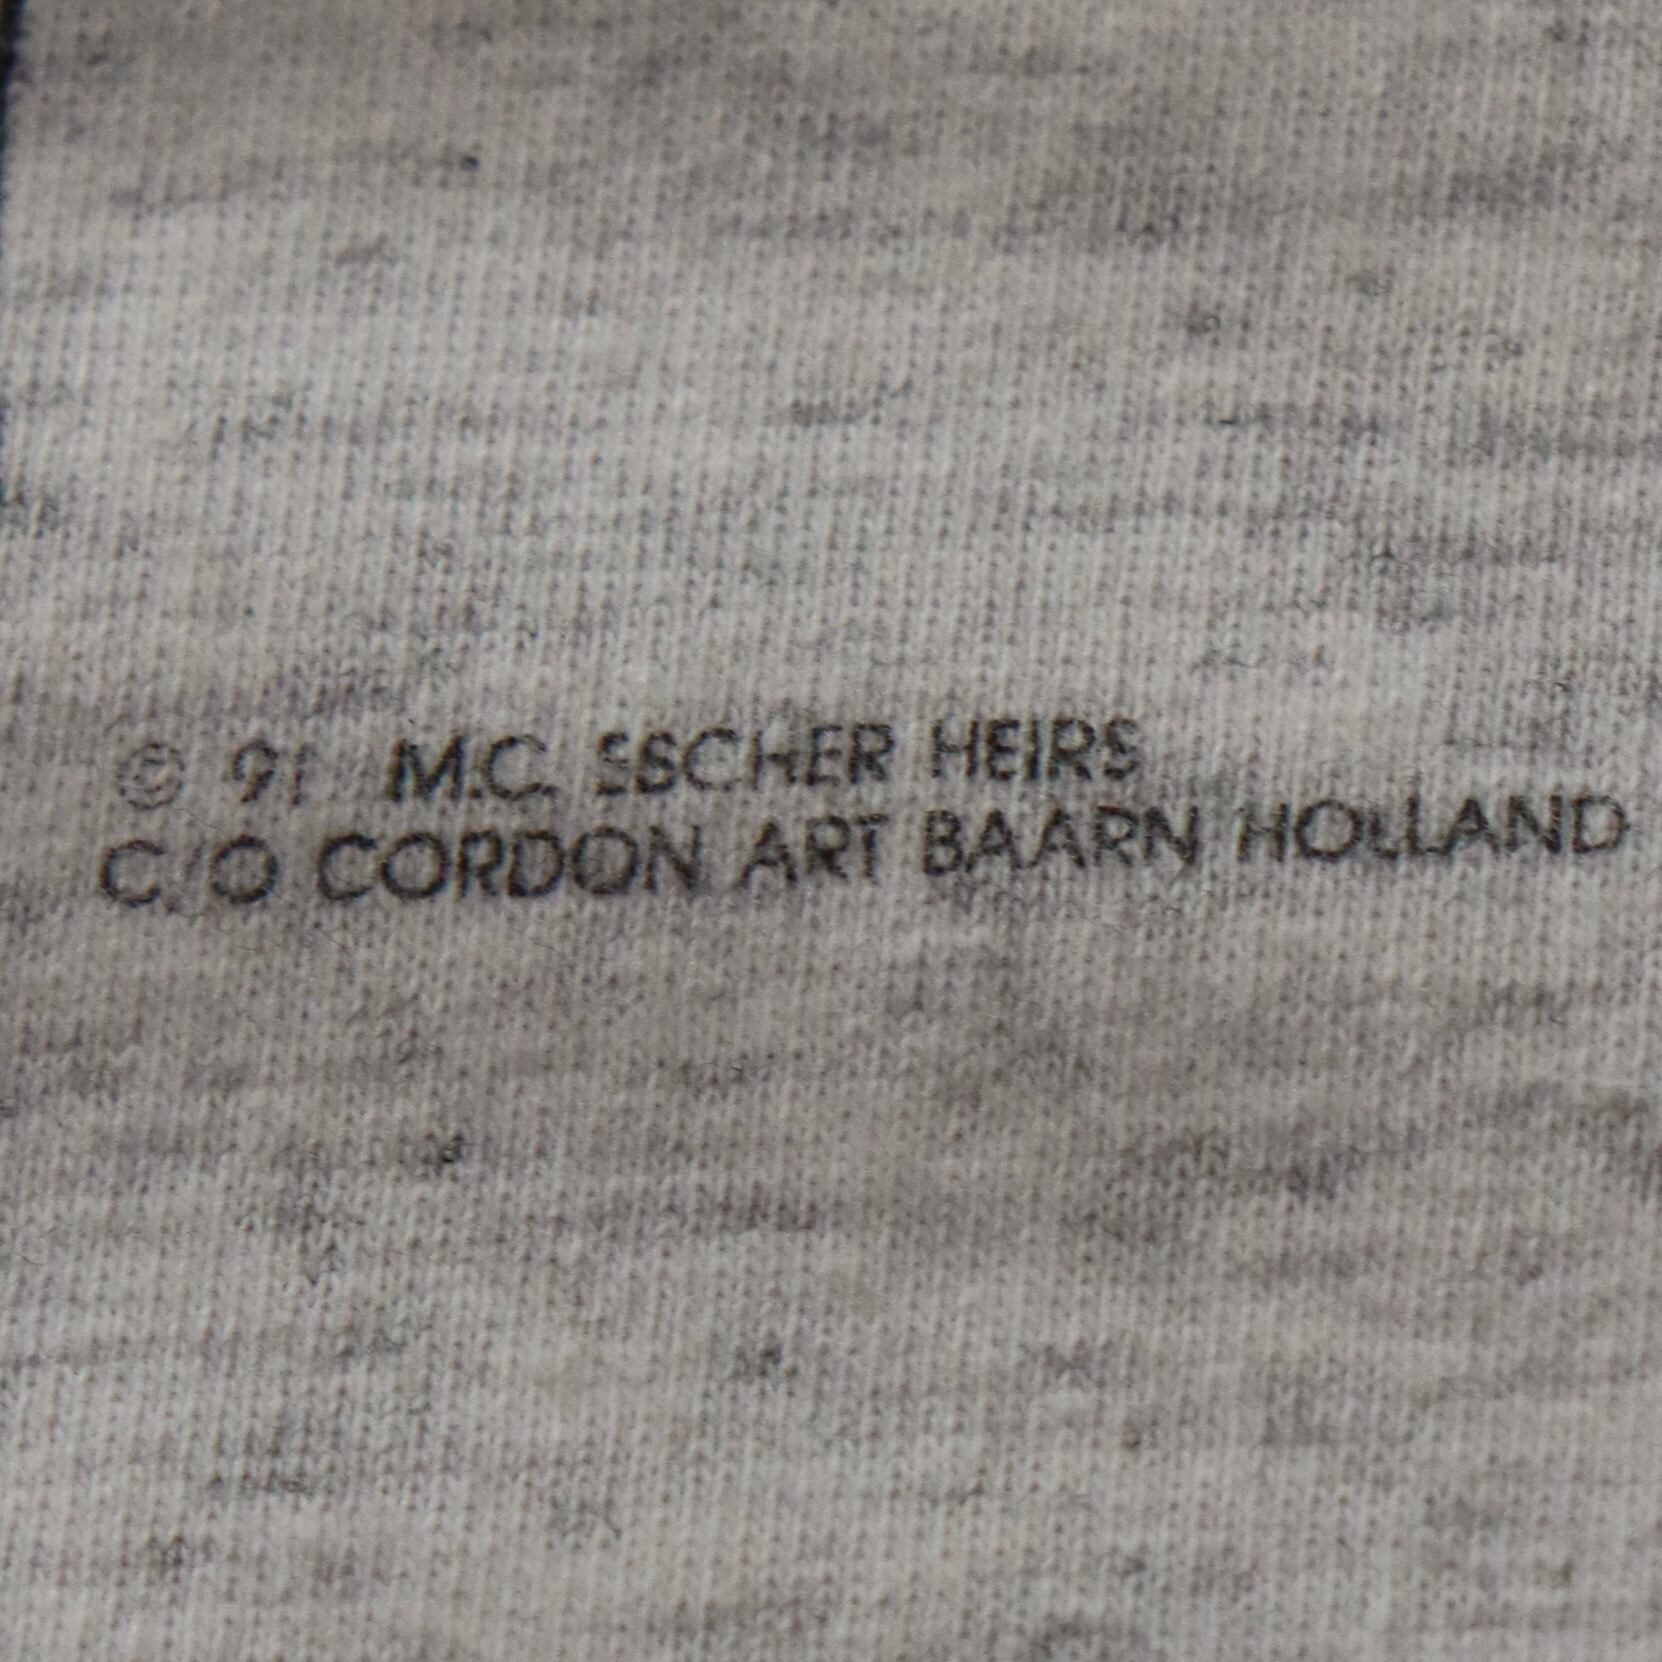 © 91 M.C. ESCHER HEIRS
C/O CORDON ART BAARN HOLLAND